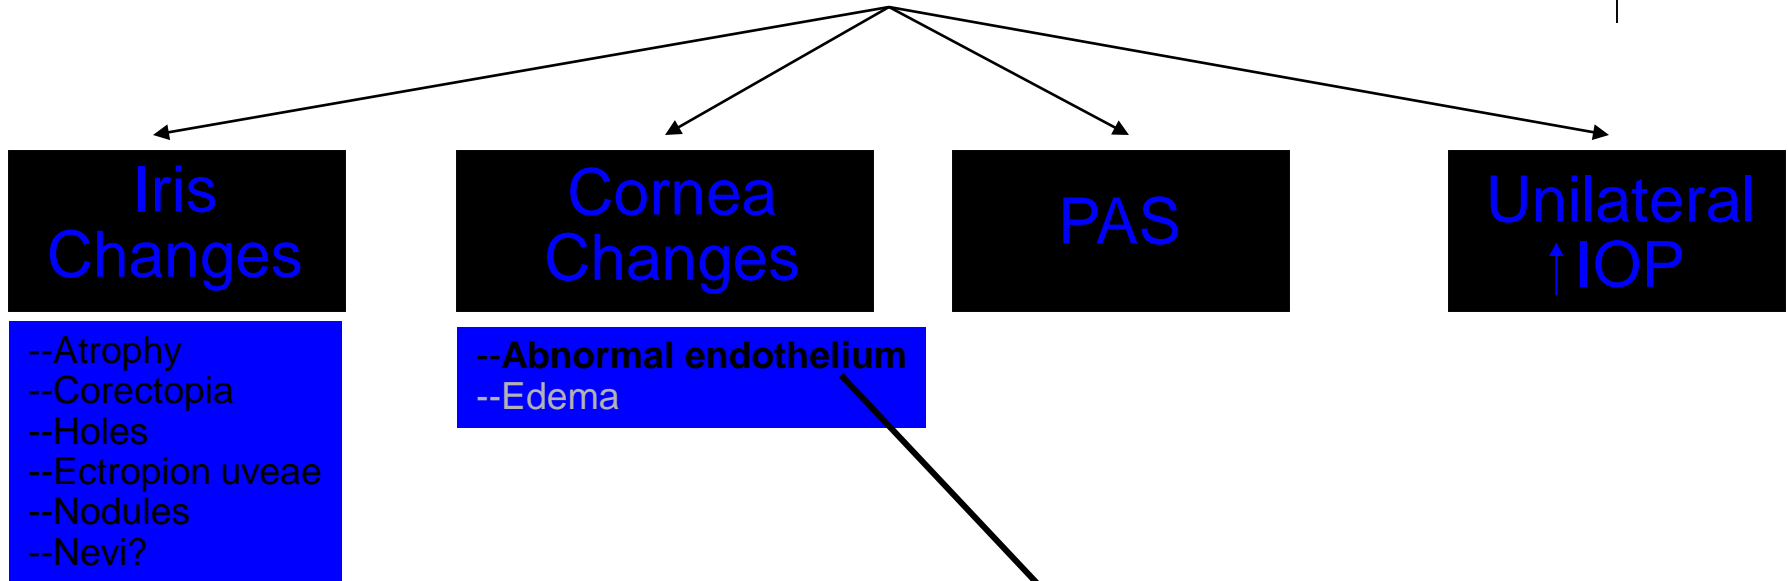 Iris
Changes
Cornea
Changes
PAS
Unilateral
↑IOP
--Atrophy
--Corectopia
--Holes
--Ectropion uveae
--Nodules
--Nevi?
--Abnormal endothelium
--Edema